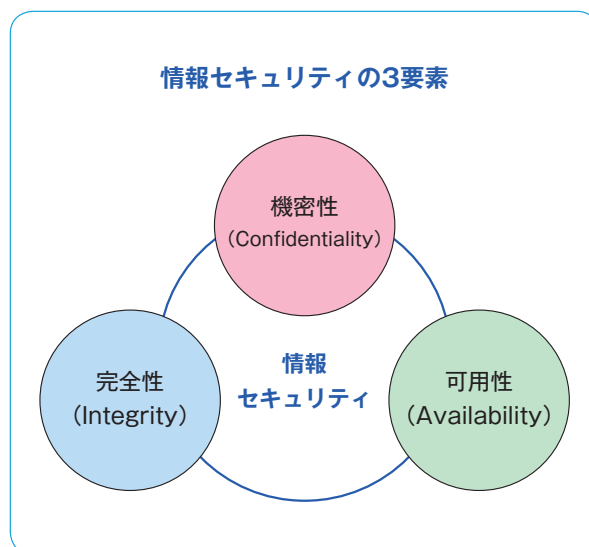 情報セキュリティの3要素
機密性
(Confidentiality)
情報
セキュリティ
完全性
(Integrity)
可用性
(Availability)